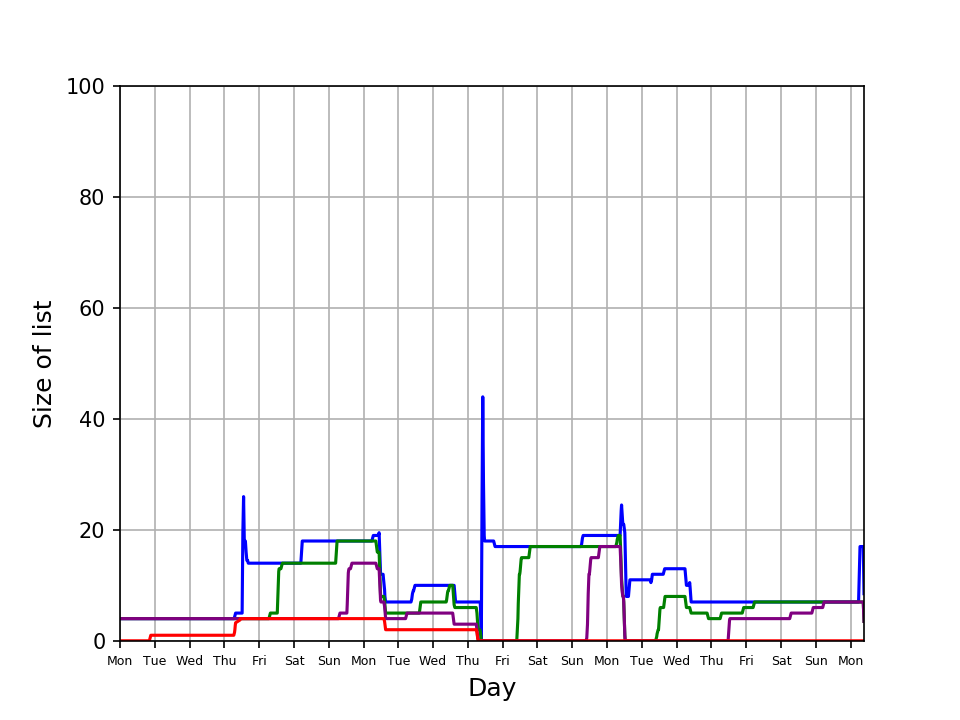 100
80
60
40
20
0
Size of list
Mon Tue Wed Thu Fri Sat Sun Mon Tue Wed Thu Fri Sat Sun Mon Tue Wed Thu Fri Sat Sun Mon
Day